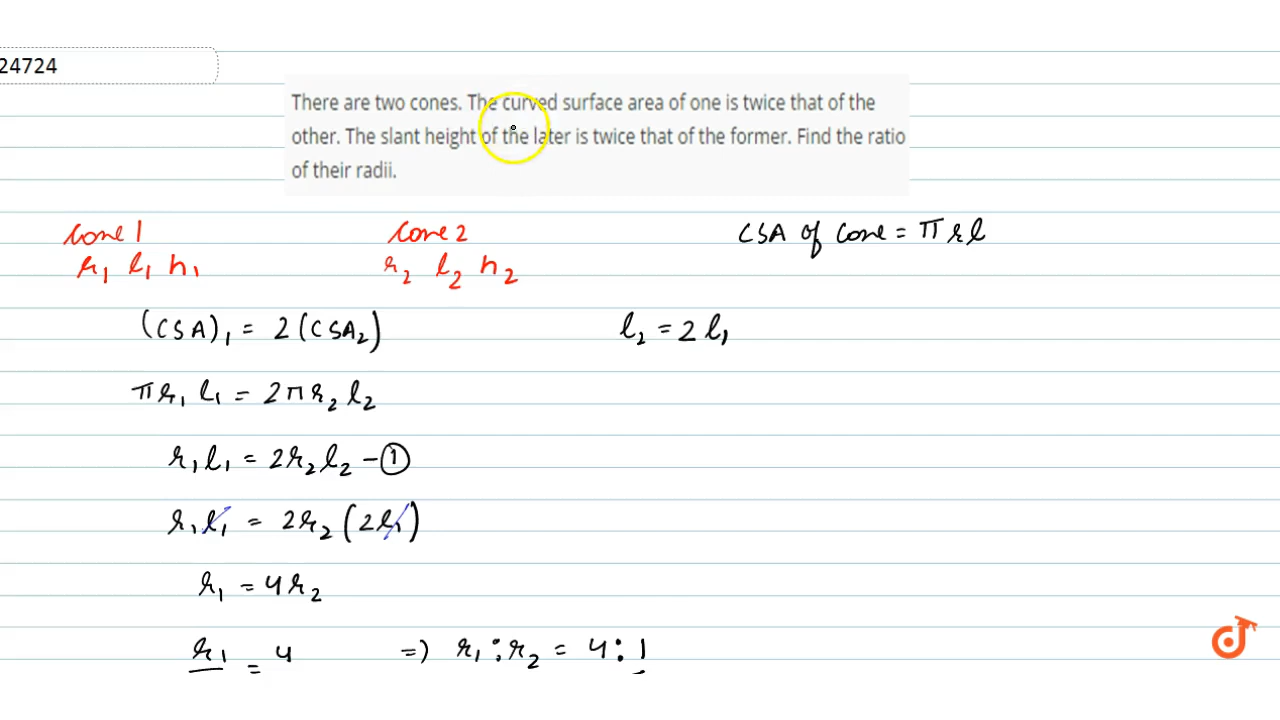 24724
There are two cones. The curved surface area of one is twice that of the
other. The slant height of the later is twice that of the former. Find the ratio
of their radii.
Cone 1 Cone 2 CSA of Cone = πrl
r₁ l₁ h₁ r₂ l₂ h₂
(CSA)₁ = 2(CSA₂) l₂ = 2l₁
πr₁l₁ = 2πr₂l₂
r₁l₁ = 2r₂l₂ – ①
r₁l₁ = 2r₂(2l₁)
r₁ = 4r₂
r₁ = 4 =) r₁ : r₂ = 4 : 1